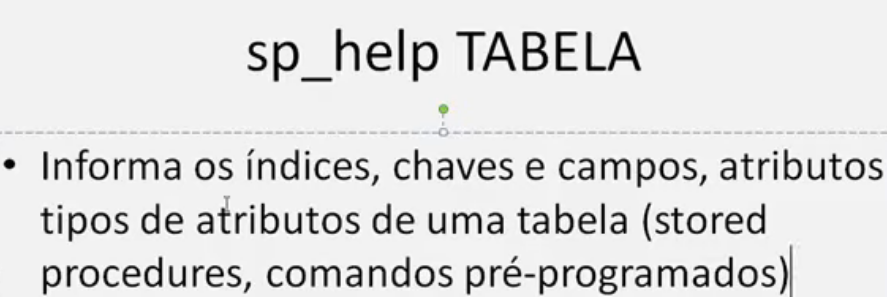 sp_help TABELA
• Informa os índices, chaves e campos, atributos
tipos de atributos de uma tabela (stored
procedures, comandos pré-programados)